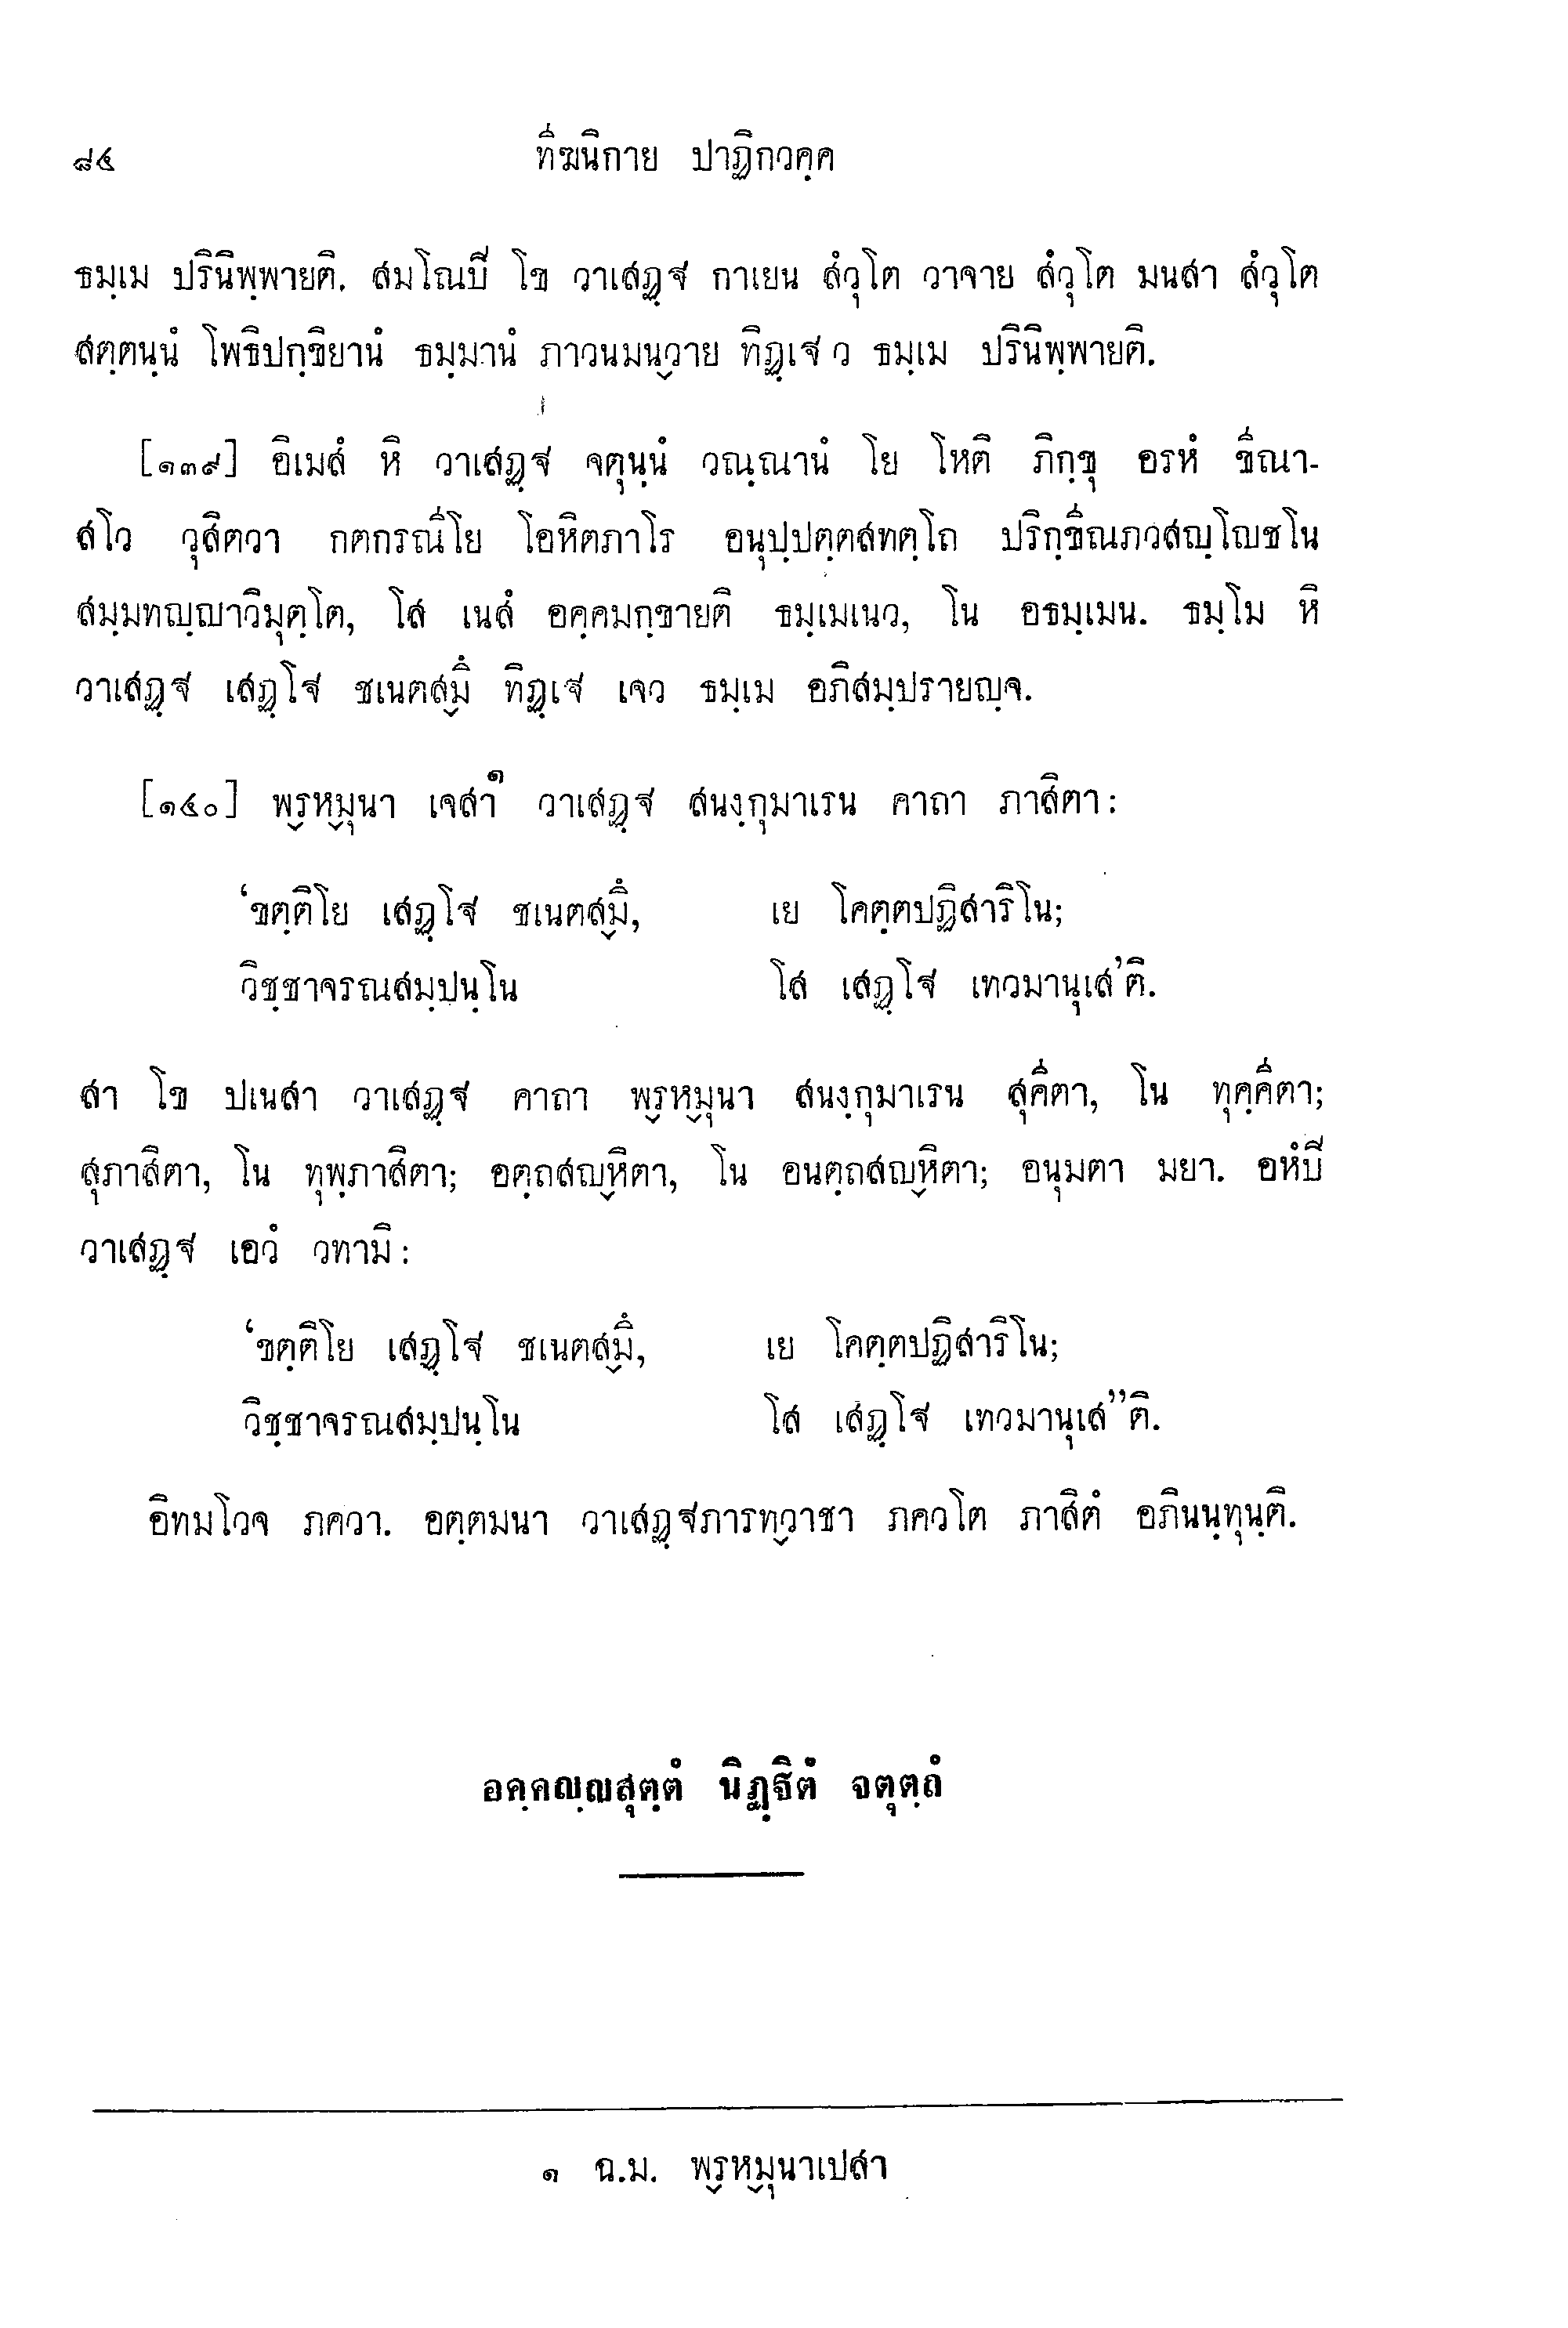 ๘๔ ทีฆนิกาย ปาฏิกวคฺค
ธมฺเม ปรินิพฺพายติ. สมโณปิ โข วาเสฏฺฐ กาเยน สํวุโต วาจาย สํวุโต มนสา สํวุโต
สตฺตนฺนํ โพธิปกฺขิยานํ ธมฺมานํ ภาวนมนฺวาย ทิฏฺเฐ ว ธมฺเม ปรินิพฺพายติ.
[๑๓๙] อิเมสํ หิ วาเสฏฺฐ จตุนฺนํ วณฺณานํ โย โหติ ภิกฺขุ อรหํ ขีณา-
สโว วุสิตวา กตกรณีโย โอหิตภาโร อนุปฺปตฺตสทตฺโถ ปริกฺขีณภวสญฺโญชโน
สมฺมทญฺญาวิมุตฺโต, โส เนสํ อคฺคมกฺขายติ ธมฺเมเนว, โน อธมฺเมน. ธมฺโม หิ
วาเสฏฺฐ เสฏฺโฐ ชเนตสฺมึ ทิฏฺเฐ เจว ธมฺเม อภิสมฺปรายญฺจ.
[๑๔๐] พฺรหฺมุนา เจสา๑ วาเสฏฺฐ สนงฺกุมาเรน คาถา ภาสิตา:
‘ขตฺติโย เสฏฺโฐ ชเนตสฺมึ, เย โคตฺตปฏิสาริโน;
วิชฺชาจรณสมฺปนฺโน โส เสฏฺโฐ เทวมานุเส’ติ.
สา โข ปเนสา วาเสฏฺฐ คาถา พฺรหฺมุนา สนงฺกุมาเรน สุคีตา, โน ทุคฺคีตา;
สุภาสิตา, โน ทุพฺภาสิตา; อตฺถสญฺหิตา, โน อนตฺถสญฺหิตา; อนุมตา มยา. อหํปิ
วาเสฏฺฐ เอวํ วทามิ:
‘ขตฺติโย เสฏฺโฐ ชเนตสฺมึ, เย โคตฺตปฏิสาริโน;
วิชฺชาจรณสมฺปนฺโน โส เสฏฺโฐ เทวมานุเส”ติ.
อิทมโวจ ภควา. อตฺตมนา วาเสฏฺฐภารทฺวาชา ภควโต ภาสิตํ อภินนฺทุนฺติ.
อคฺคญฺญสุตฺตํ นิฏฺฐิตํ จตุตฺถํ
๑ ฉ.ม. พฺรหฺมุนาเปสา